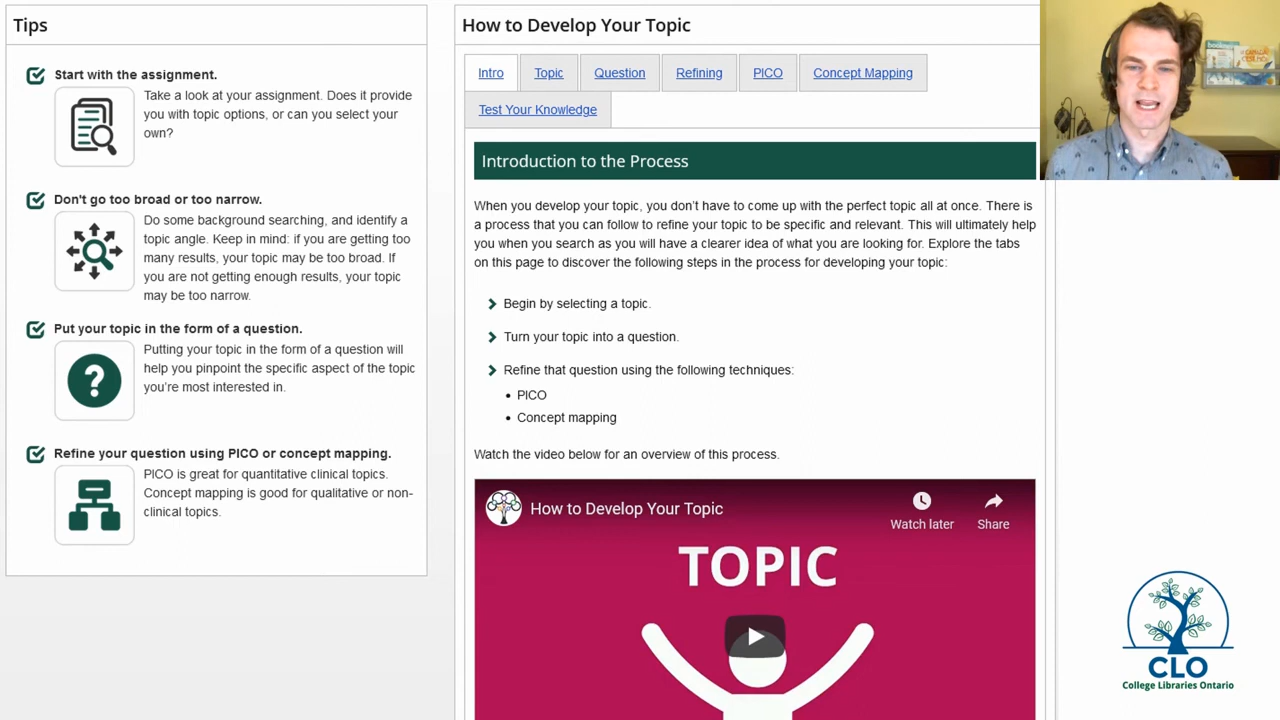 Tips
Start with the assignment.
Take a look at your assignment. Does it provide
you with topic options, or can you select your
own?
Don't go too broad or too narrow.
Do some background searching, and identify a
topic angle. Keep in mind: if you are getting too
many results, your topic may be too broad. If
you are not getting enough results, your topic
may be too narrow.
Put your topic in the form of a question.
Putting your topic in the form of a question will
help you pinpoint the specific aspect of the topic
you're most interested in.
Refine your question using PICO or concept mapping.
PICO is great for quantitative clinical topics.
Concept mapping is good for qualitative or non-
clinical topics.
How to Develop Your Topic
Intro Topic Question Refining PICO Concept Mapping
Test Your Knowledge
Introduction to the Process
When you develop your topic, you don't have to come up with the perfect topic all at once. There is
a process that you can follow to refine your topic to be specific and relevant. This will ultimately help
you when you search as you will have a clearer idea of what you are looking for. Explore the tabs
on this page to discover the following steps in the process for developing your topic:
Begin by selecting a topic.
Turn your topic into a question.
Refine that question using the following techniques:
• PICO
• Concept mapping
Watch the video below for an overview of this process.
How to Develop Your Topic
Watch later Share
TOPIC
CLO
College Libraries Ontario